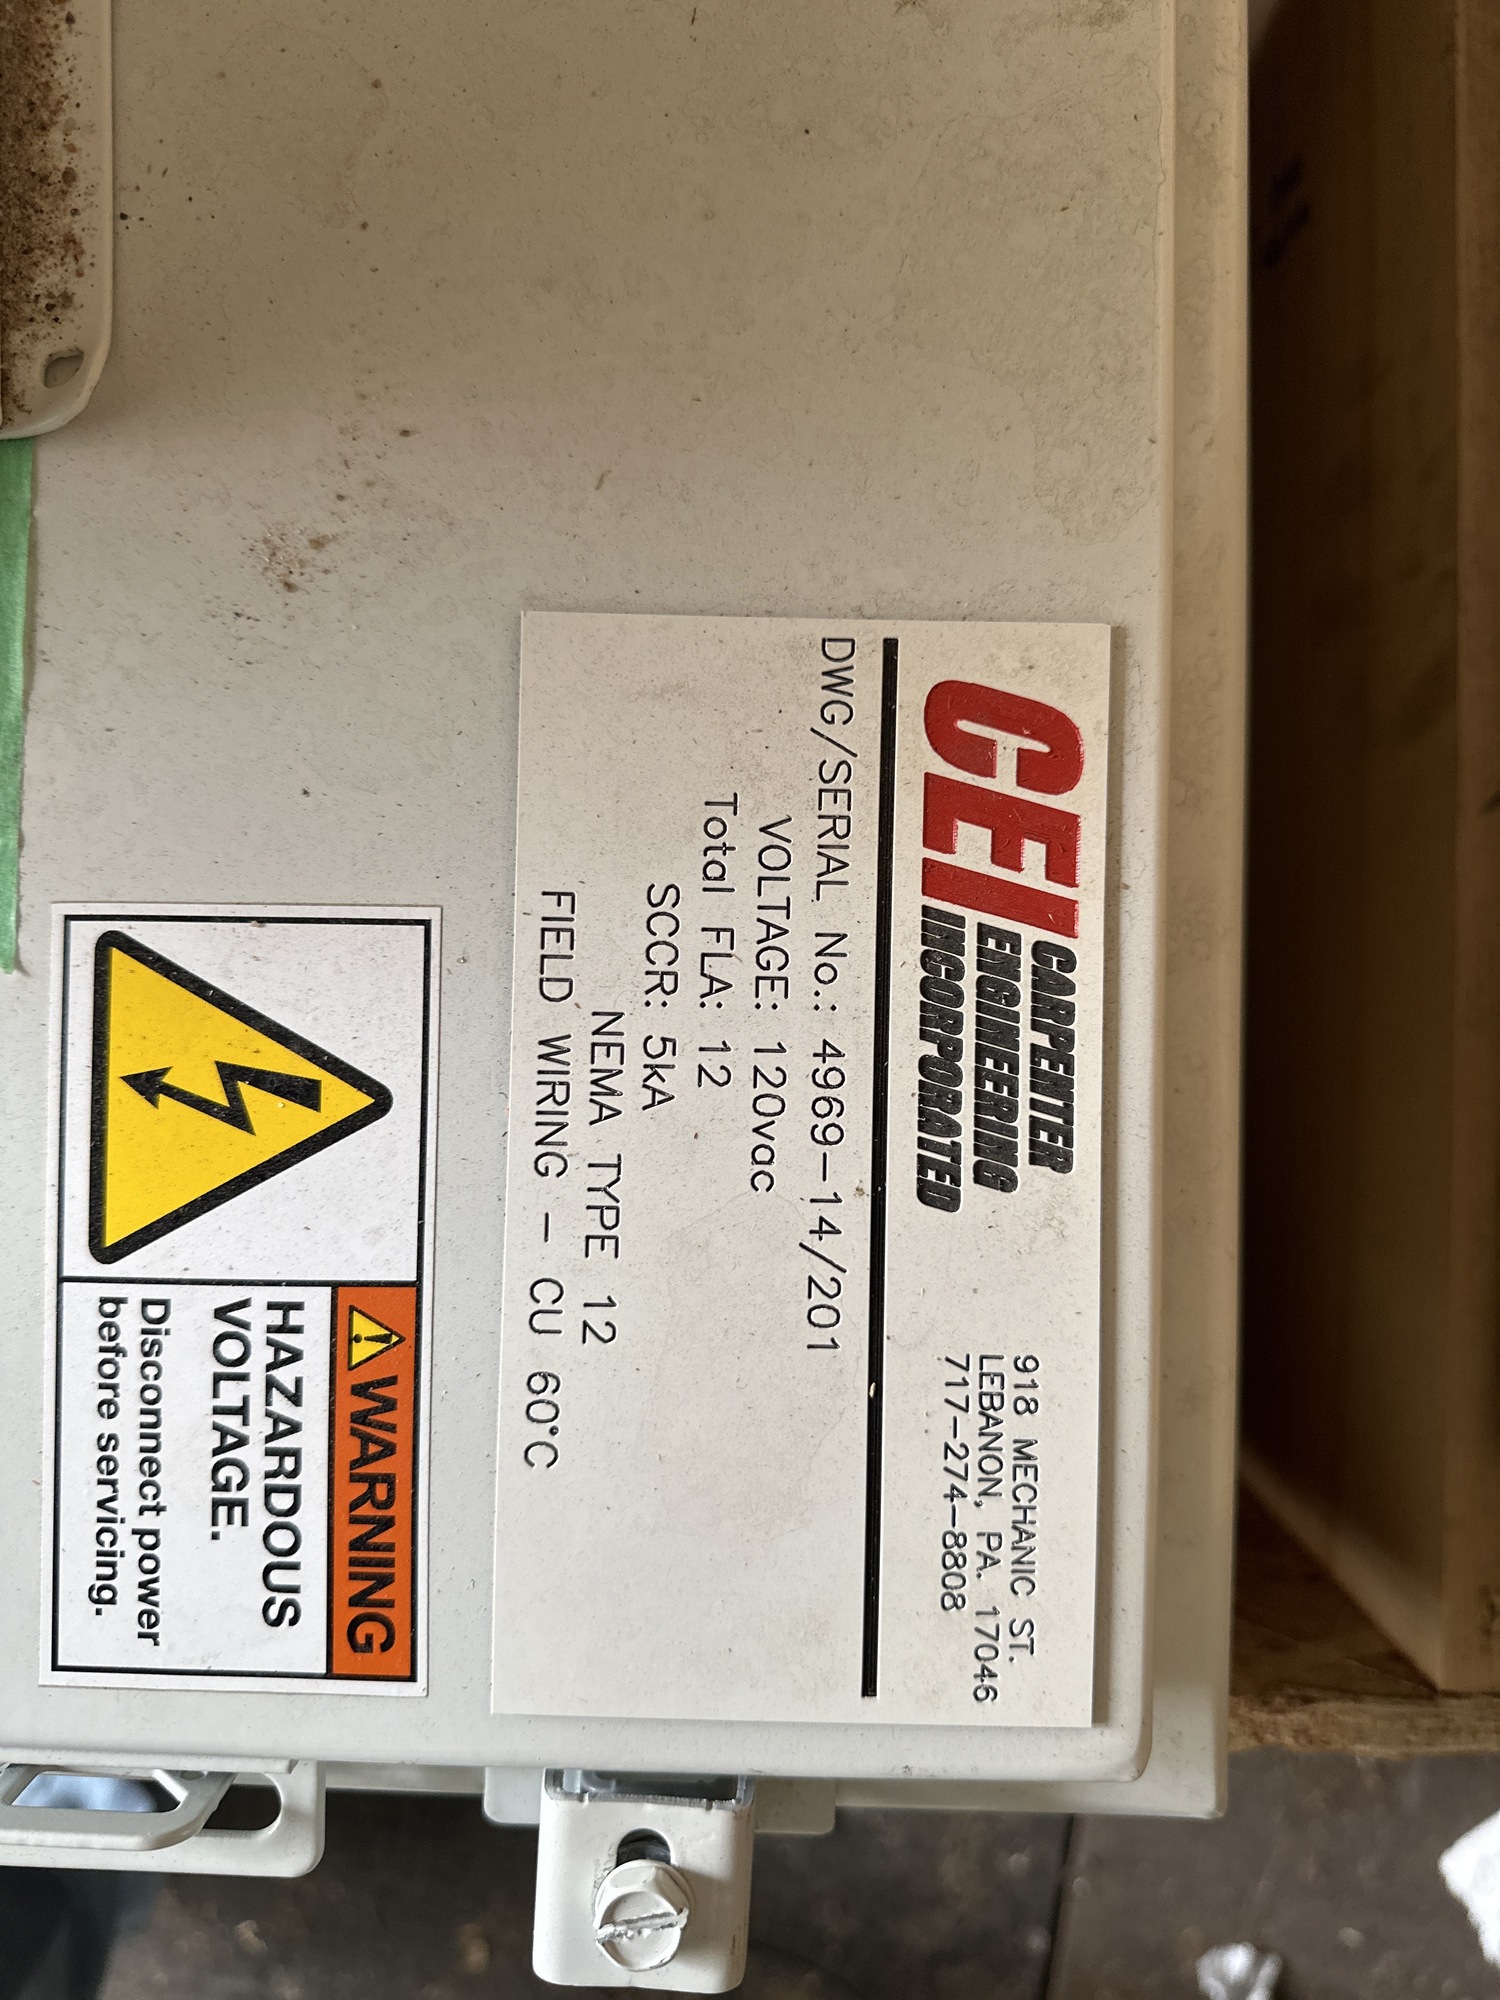 CEI CARPENTER
ENGINEERING
INCORPORATED
918 MECHANIC ST.
LEBANON, PA. 17046
717-274-8808
DWG/SERIAL No.: 4969-14/201
VOLTAGE: 120vac
Total FLA: 12
SCCR: 5kA
NEMA TYPE 12
FIELD WIRING - CU 60°C
WARNING
HAZARDOUS
VOLTAGE.
Disconnect power
before servicing.